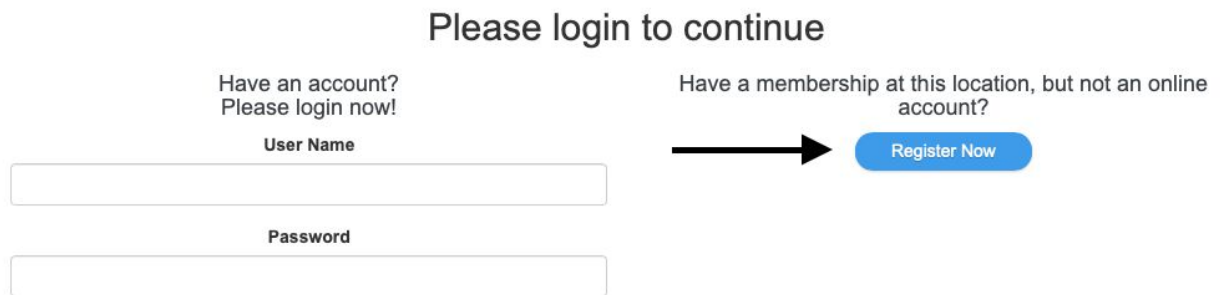 Please login to continue
Have an account?
Please login now!
User Name
Password
Have a membership at this location, but not an online
account?
Register Now